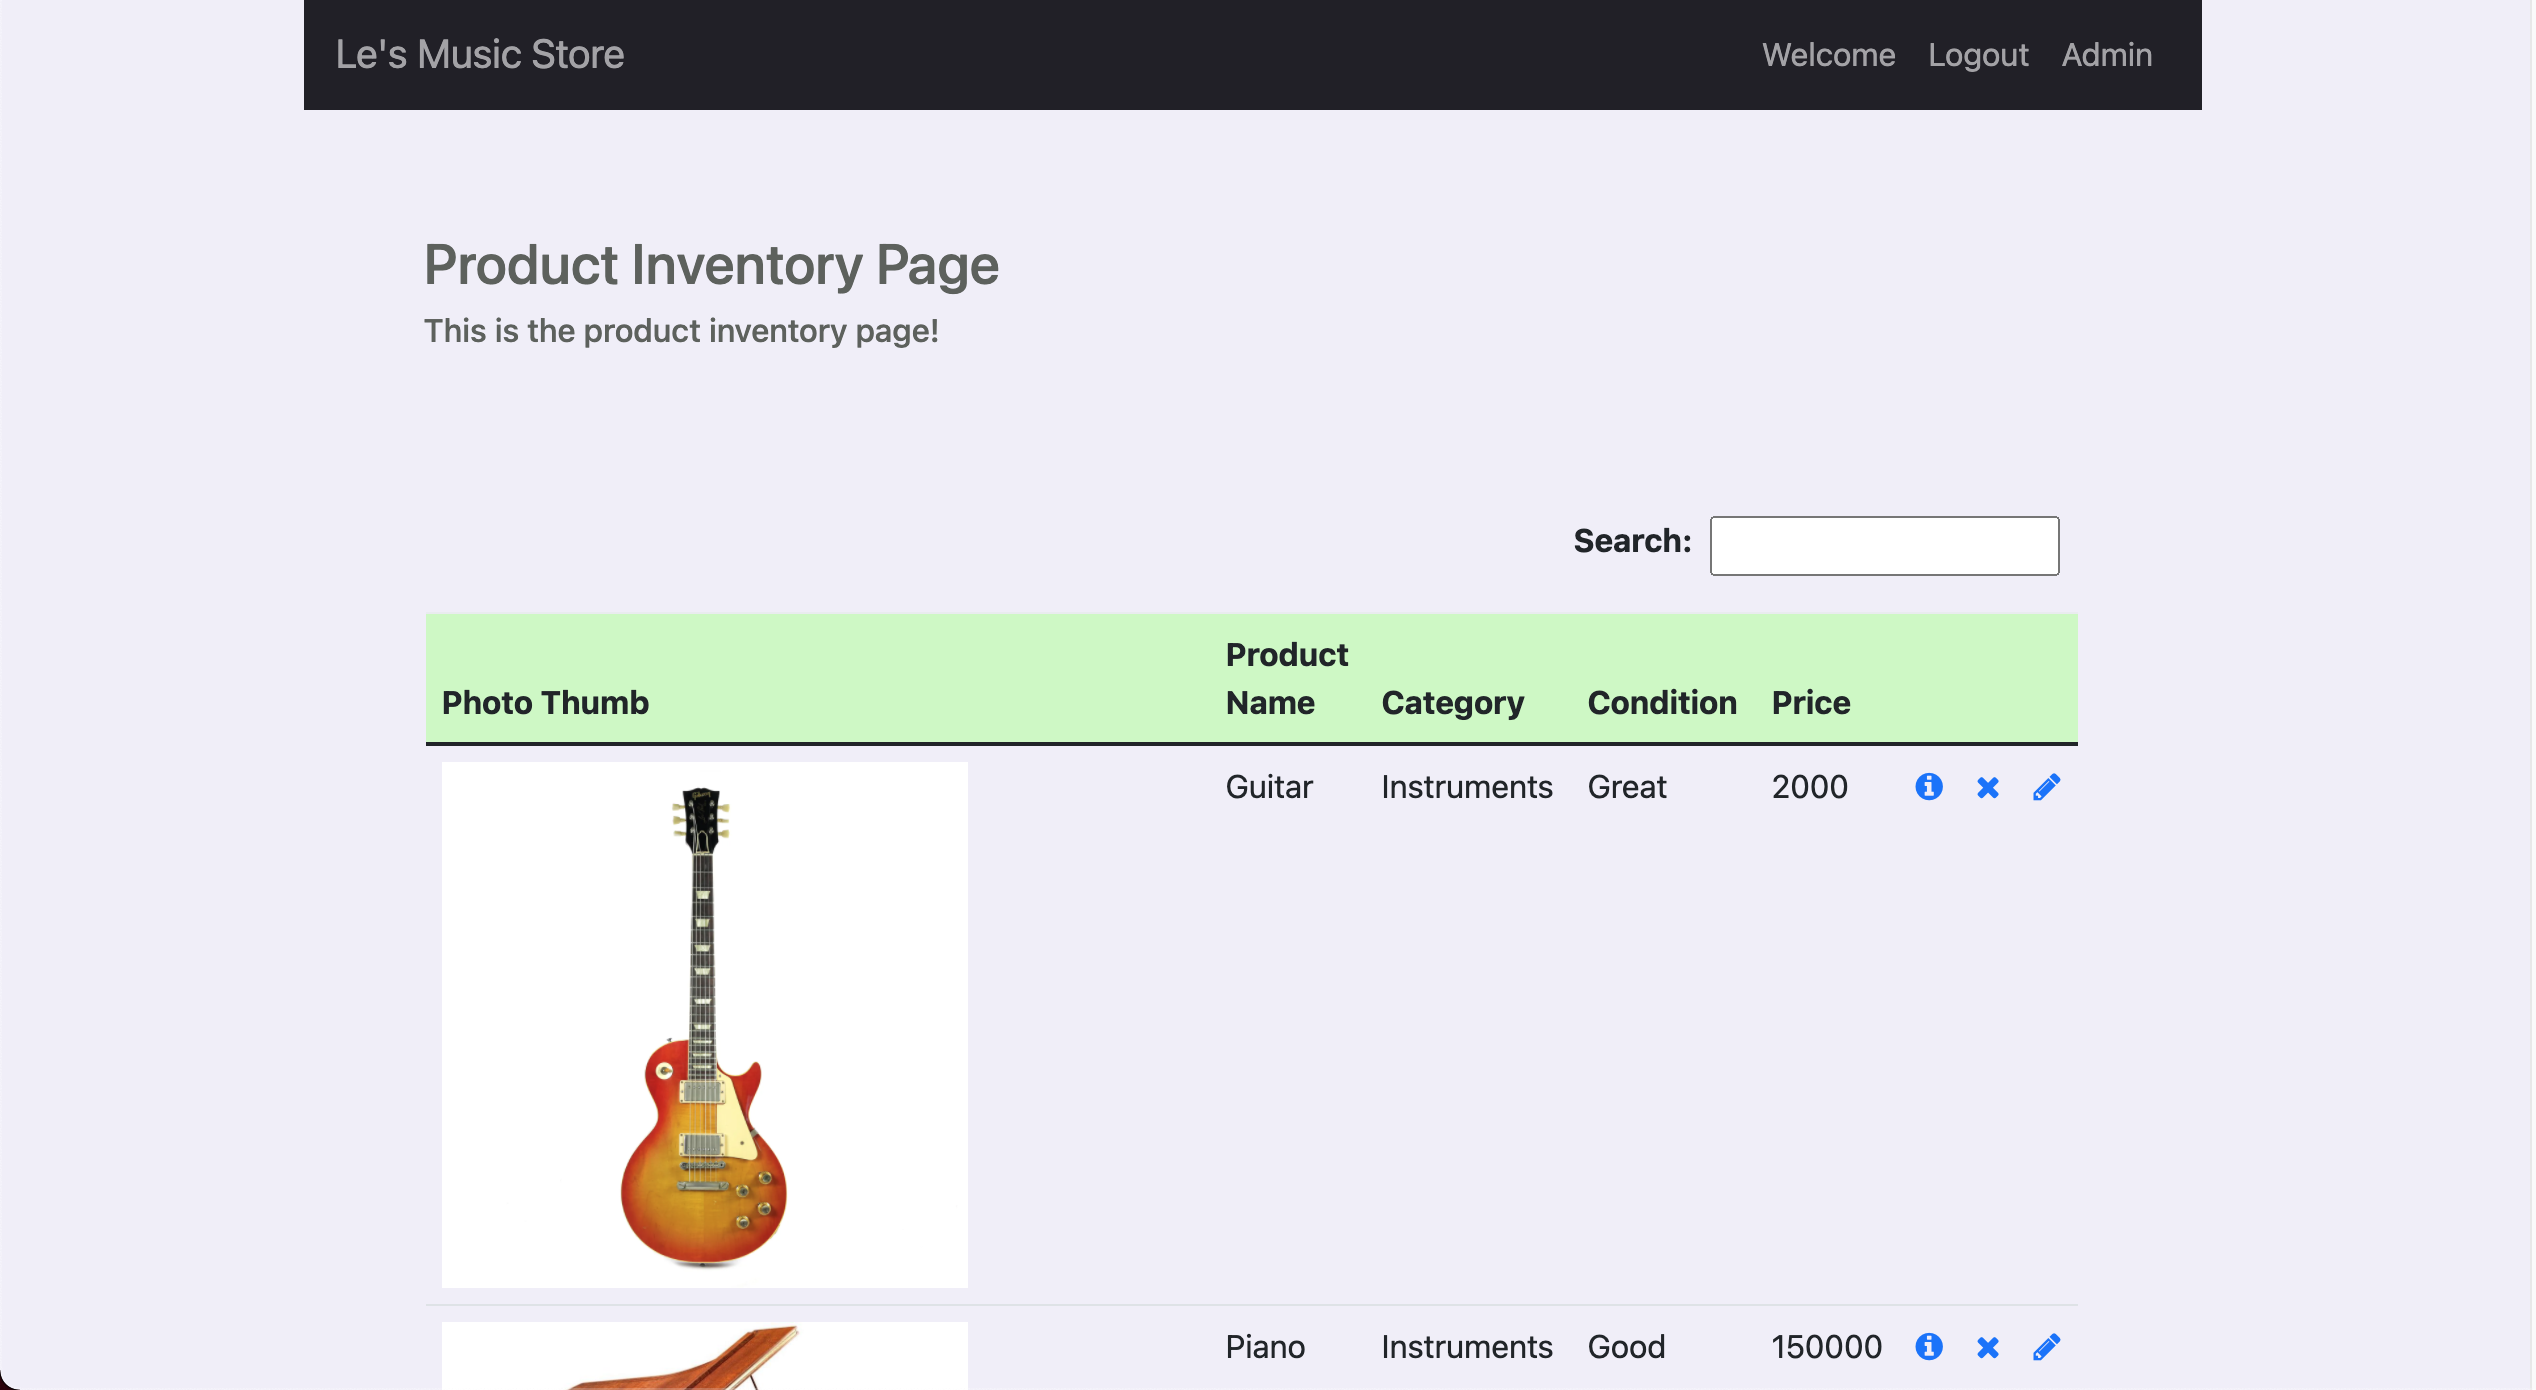 Le's Music Store
Welcome Logout Admin
Product Inventory Page
This is the product inventory page!
Search:
Photo Thumb Product Name Category Condition Price
Guitar Instruments Great 2000
Piano Instruments Good 150000